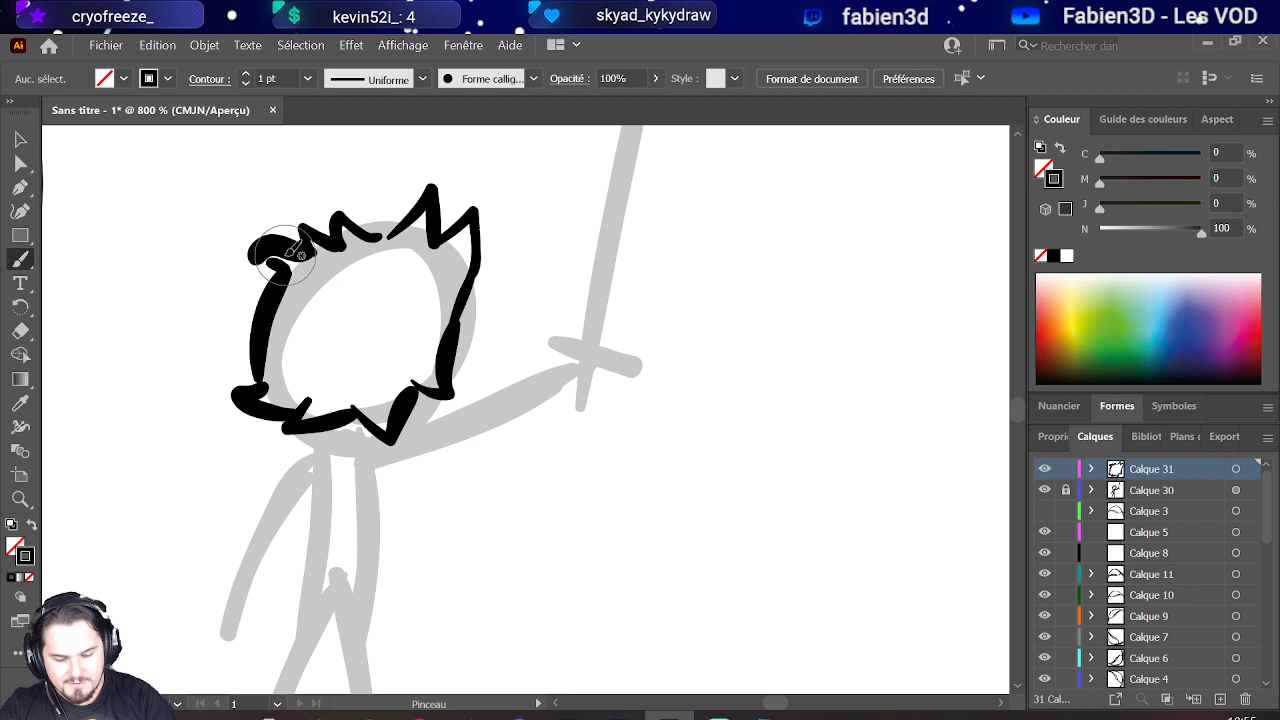 cryofreeze_
kevin52i_: 4
skyad_kykydraw
fabien3d
Fabien3D - Les VOD
Ai
Fichier Edition Objet Texte Sélection Effet Affichage Fenêtre Aide
Rechercher dan
Auc. sélect.
Contour : 1 pt
Uniforme
Forme callig...
Opacité : 100%
Style :
Format de document
Préférences
Sans titre - 1* @ 800 % (CMJN/Aperçu)
Couleur Guide des couleurs Aspect
C 0 %
M 0 %
J 0 %
N 100 %
Nuancier Formes Symboles
Propri Calques Bibliot Plans c Export
Calque 31
Calque 30
Calque 3
Calque 5
Calque 8
Calque 11
Calque 10
Calque 9
Calque 7
Calque 6
Calque 4
31 Cal...
1
Pinceau